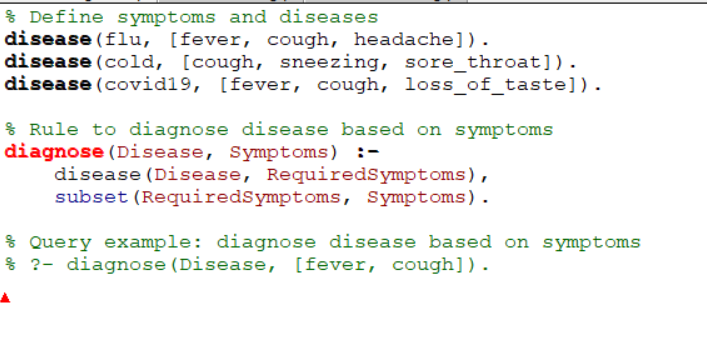 % Define symptoms and diseases
disease(flu, [fever, cough, headache]).
disease(cold, [cough, sneezing, sore_throat]).
disease(covid19, [fever, cough, loss_of_taste]).
% Rule to diagnose disease based on symptoms
diagnose(Disease, Symptoms) :-
    disease(Disease, RequiredSymptoms),
    subset(RequiredSymptoms, Symptoms).
% Query example: diagnose disease based on symptoms
% ?- diagnose(Disease, [fever, cough]).